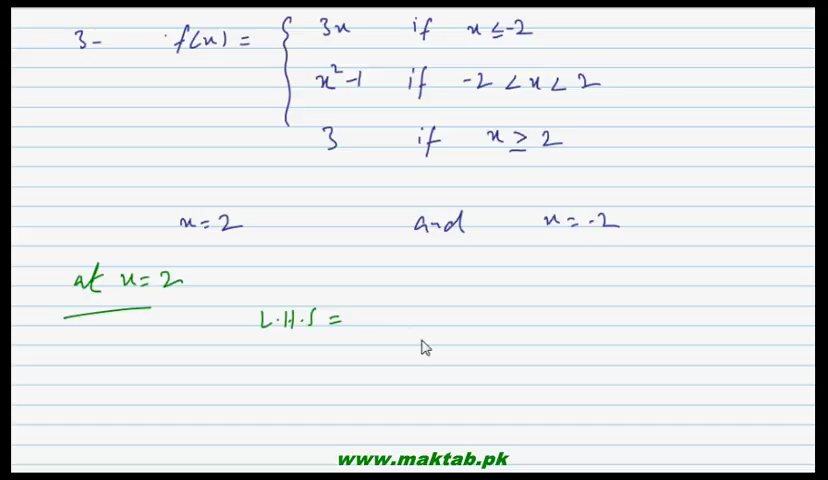 3- f(x) = { 3x if x ≤ -2
x²-1 if -2 < x < 2
3 if x ≥ 2
x = 2 and x = -2
at x = 2
L.H.S =
www.maktab.pk